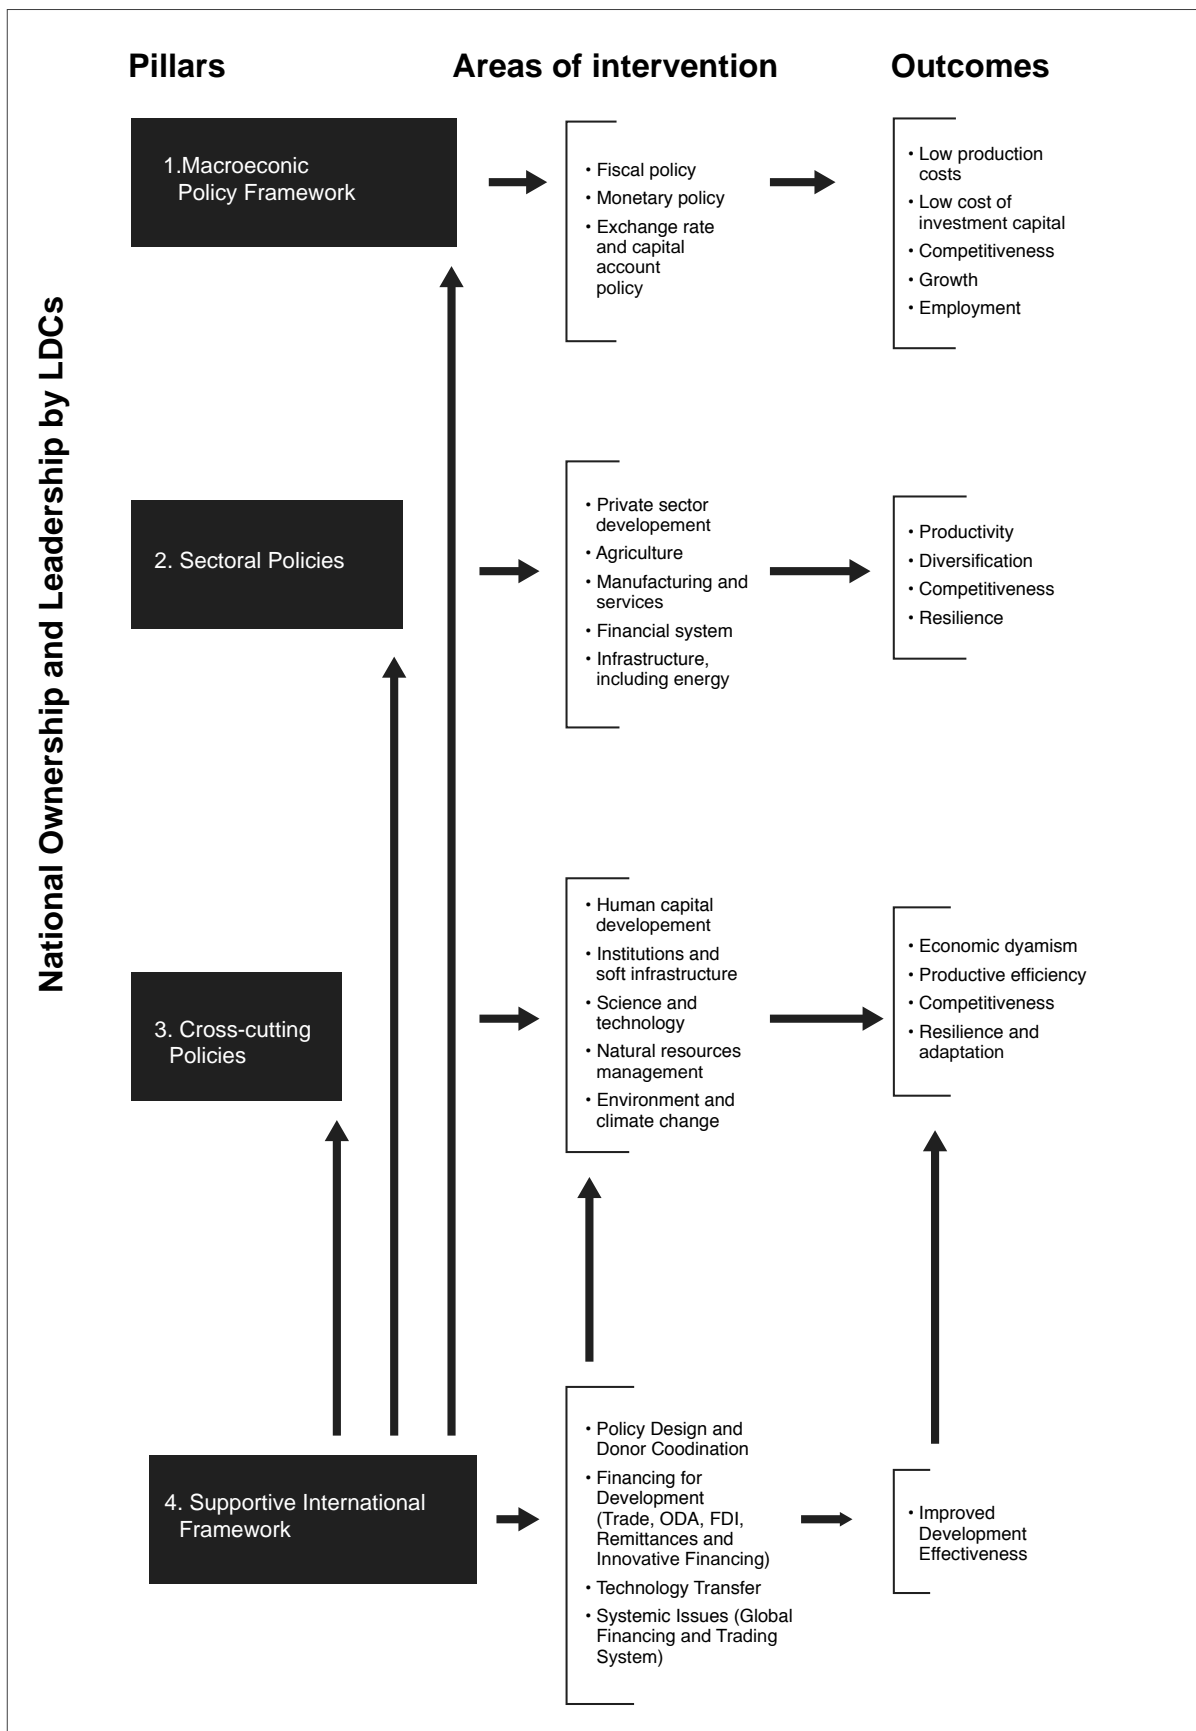 Pillars
Areas of intervention
Outcomes
National Ownership and Leadership by LDCs
1.Macroeconic
Policy Framework
• Fiscal policy
• Monetary policy
• Exchange rate
and capital
account
policy
• Low production
costs
• Low cost of
investment capital
• Competitiveness
• Growth
• Employment
2. Sectoral Policies
• Private sector
developement
• Agriculture
• Manufacturing and
services
• Financial system
• Infrastructure,
including energy
• Productivity
• Diversification
• Competitiveness
• Resilience
3. Cross-cutting
Policies
• Human capital
developement
• Institutions and
soft infrastructure
• Science and
technology
• Natural resources
management
• Environment and
climate change
• Economic dyamism
• Productive efficiency
• Competitiveness
• Resilience and
adaptation
4. Supportive International
Framework
• Policy Design and
Donor Coodination
• Financing for
Development
(Trade, ODA, FDI,
Remittances and
Innovative Financing)
• Technology Transfer
• Systemic Issues (Global
Financing and Trading
System)
• Improved
Development
Effectiveness